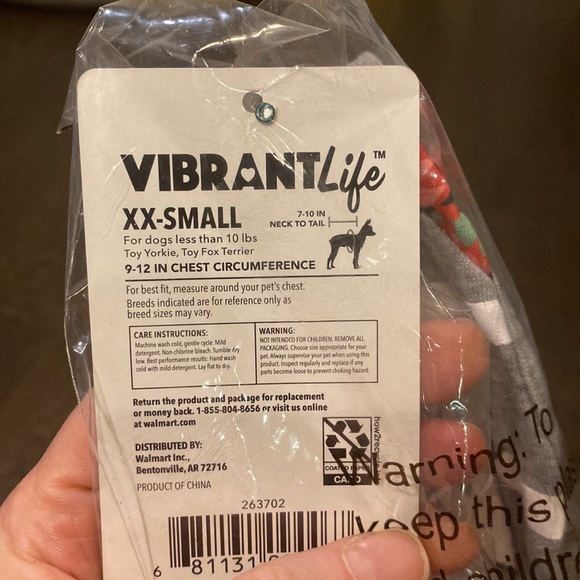 VIBRANTLife™
XX-SMALL
7-10 IN
NECK TO TAIL
For dogs less than 10 lbs
Toy Yorkie, Toy Fox Terrier
9-12 IN CHEST CIRCUMFERENCE
For best fit, measure around your pet's chest.
Breeds indicated are for reference only as
breed sizes may vary.
CARE INSTRUCTIONS:
Machine wash cold, gentle cycle. Mild
detergent. Non-chlorine bleach. Tumble dry
low. Best performance results: Hand wash
cold with mild detergent. Lay flat to dry.
WARNING:
NOT INTENDED FOR CHILDREN. REMOVE ALL
PACKAGING. Choose size appropriate for your
pet. Always supervise your pet when using this
product. Inspect regularly and replace if any
parts become loose to prevent choking hazard.
Return the product and package for replacement
or money back. 1-855-804-8656 or visit us online
at walmart.com
DISTRIBUTED BY:
Walmart Inc.,
Bentonville, AR 72716
PRODUCT OF CHINA
COATED
263702
6 81131
Warning: To
keep this